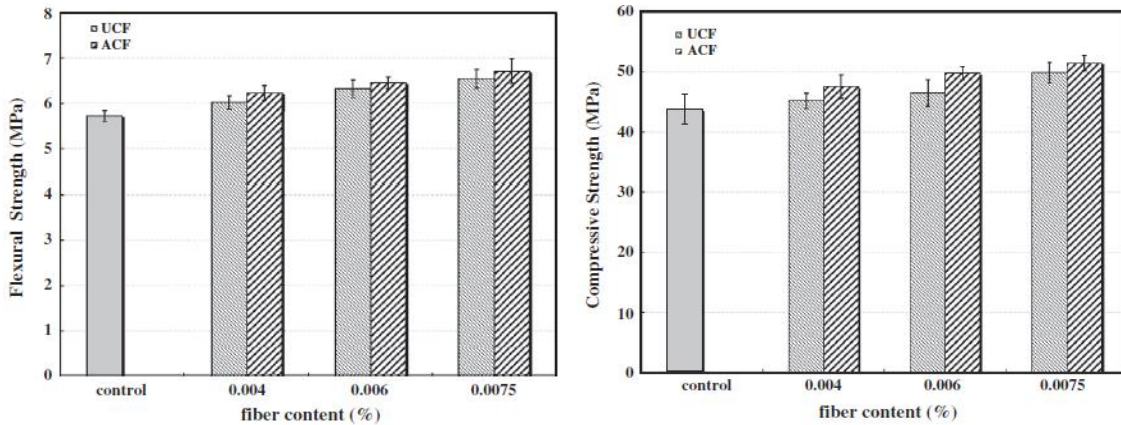 8
7
6
5
4
3
2
1
0
Flexural Strength (MPa)
UCF
ACF
control
0.004
0.006
0.0075
fiber content (%)
60
50
40
30
20
10
0
Compressive Strength (MPa)
UCF
ACF
control
0.004
0.006
0.0075
fiber content (%)